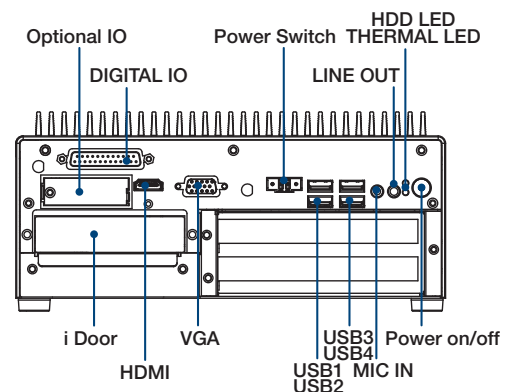 HDD LED
Optional IO
Power Switch
THERMAL LED
DIGITAL IO
LINE OUT
i Door
VGA
USB3
Power on/off
USB4
HDMI
USB1
MIC IN
USB2